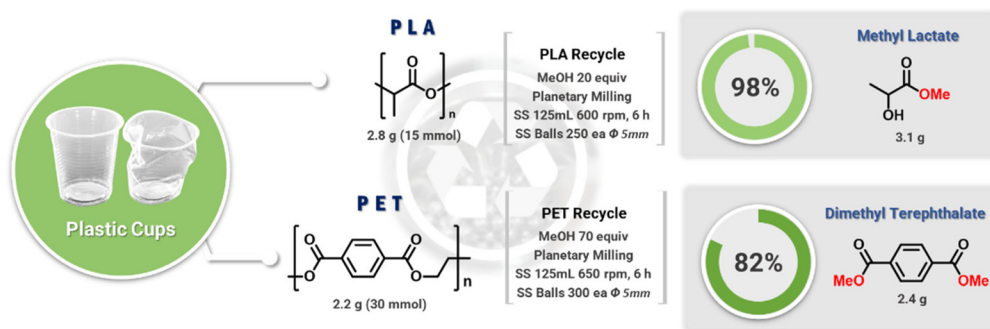 Plastic Cups
PLA
O
O
n
2.8 g (15 mmol)
PLA Recycle
MeOH 20 equiv
Planetary Milling
SS 125mL 600 rpm, 6 h
SS Balls 250 ea Φ 5mm
98%
Methyl Lactate
O
OMe
OH
3.1 g
PET
O
O
O
O
n
2.2 g (30 mmol)
PET Recycle
MeOH 70 equiv
Planetary Milling
SS 125mL 650 rpm, 6 h
SS Balls 300 ea Φ 5mm
82%
Dimethyl Terephthalate
O
O
MeO
OMe
2.4 g